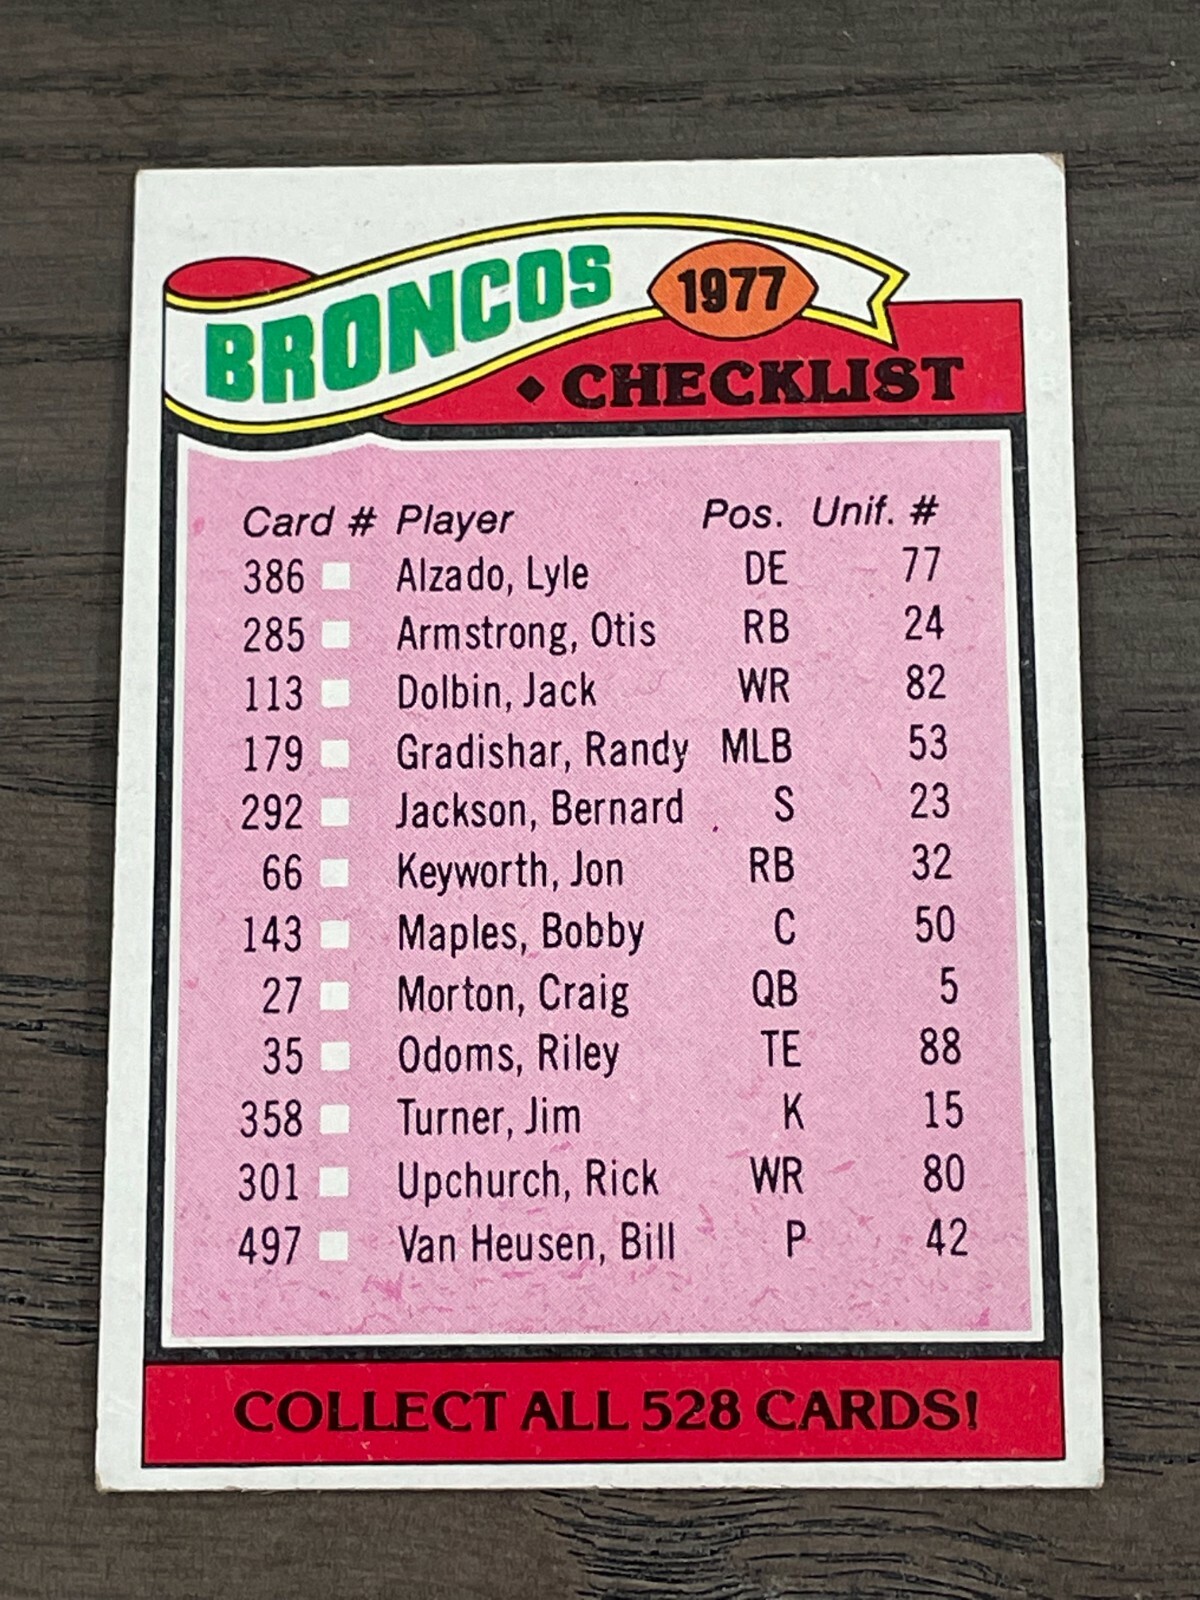 BRONCOS 1977
◆ CHECKLIST
Card # Player Pos. Unif. #
386 Alzado, Lyle DE 77
285 Armstrong, Otis RB 24
113 Dolbin, Jack WR 82
179 Gradishar, Randy MLB 53
292 Jackson, Bernard S 23
66 Keyworth, Jon RB 32
143 Maples, Bobby C 50
27 Morton, Craig QB 5
35 Odoms, Riley TE 88
358 Turner, Jim K 15
301 Upchurch, Rick WR 80
497 Van Heusen, Bill P 42
COLLECT ALL 528 CARDS!